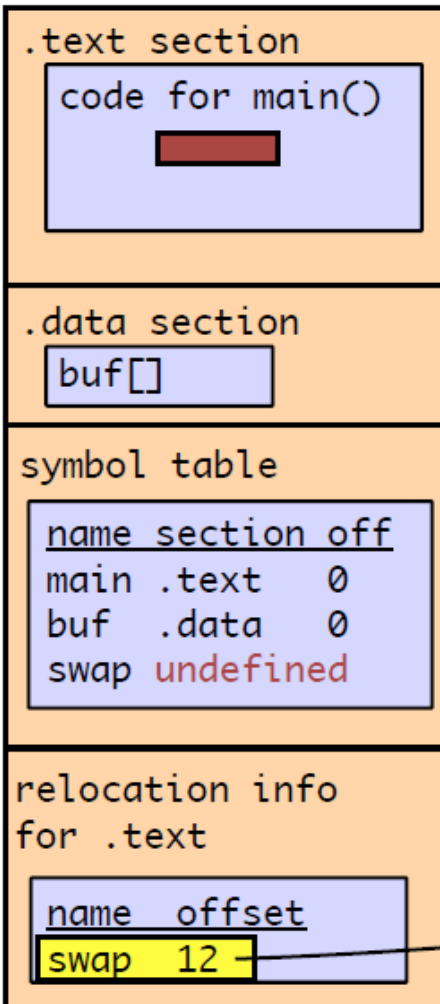 .text section
code for main()
.data section
buf[]
symbol table
name section off
main .text 0
buf .data 0
swap undefined
relocation info
for .text
name offset
swap 12